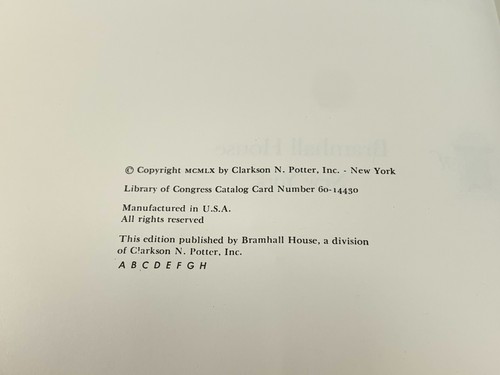 © Copyright MCMLX by Clarkson N. Potter, Inc. - New York
Library of Congress Catalog Card Number 60-14430
Manufactured in U.S.A.
All rights reserved
This edition published by Bramhall House, a division
of Clarkson N. Potter, Inc.
A B C D E F G H